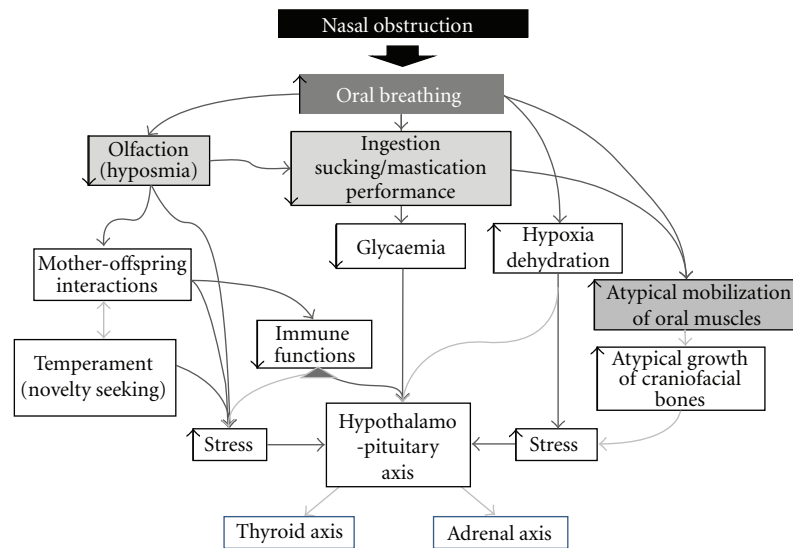 Nasal obstruction
Oral breathing
Olfaction
(hyposmia)
Ingestion
sucking/mastication
performance
Glycaemia
Hypoxia
dehydration
Mother-offspring
interactions
Atypical mobilization
of oral muscles
Immune
functions
Temperament
(novelty seeking)
Atypical growth
of craniofacial
bones
Stress
Hypothalamo
-pituitary
axis
Stress
Thyroid axis
Adrenal axis